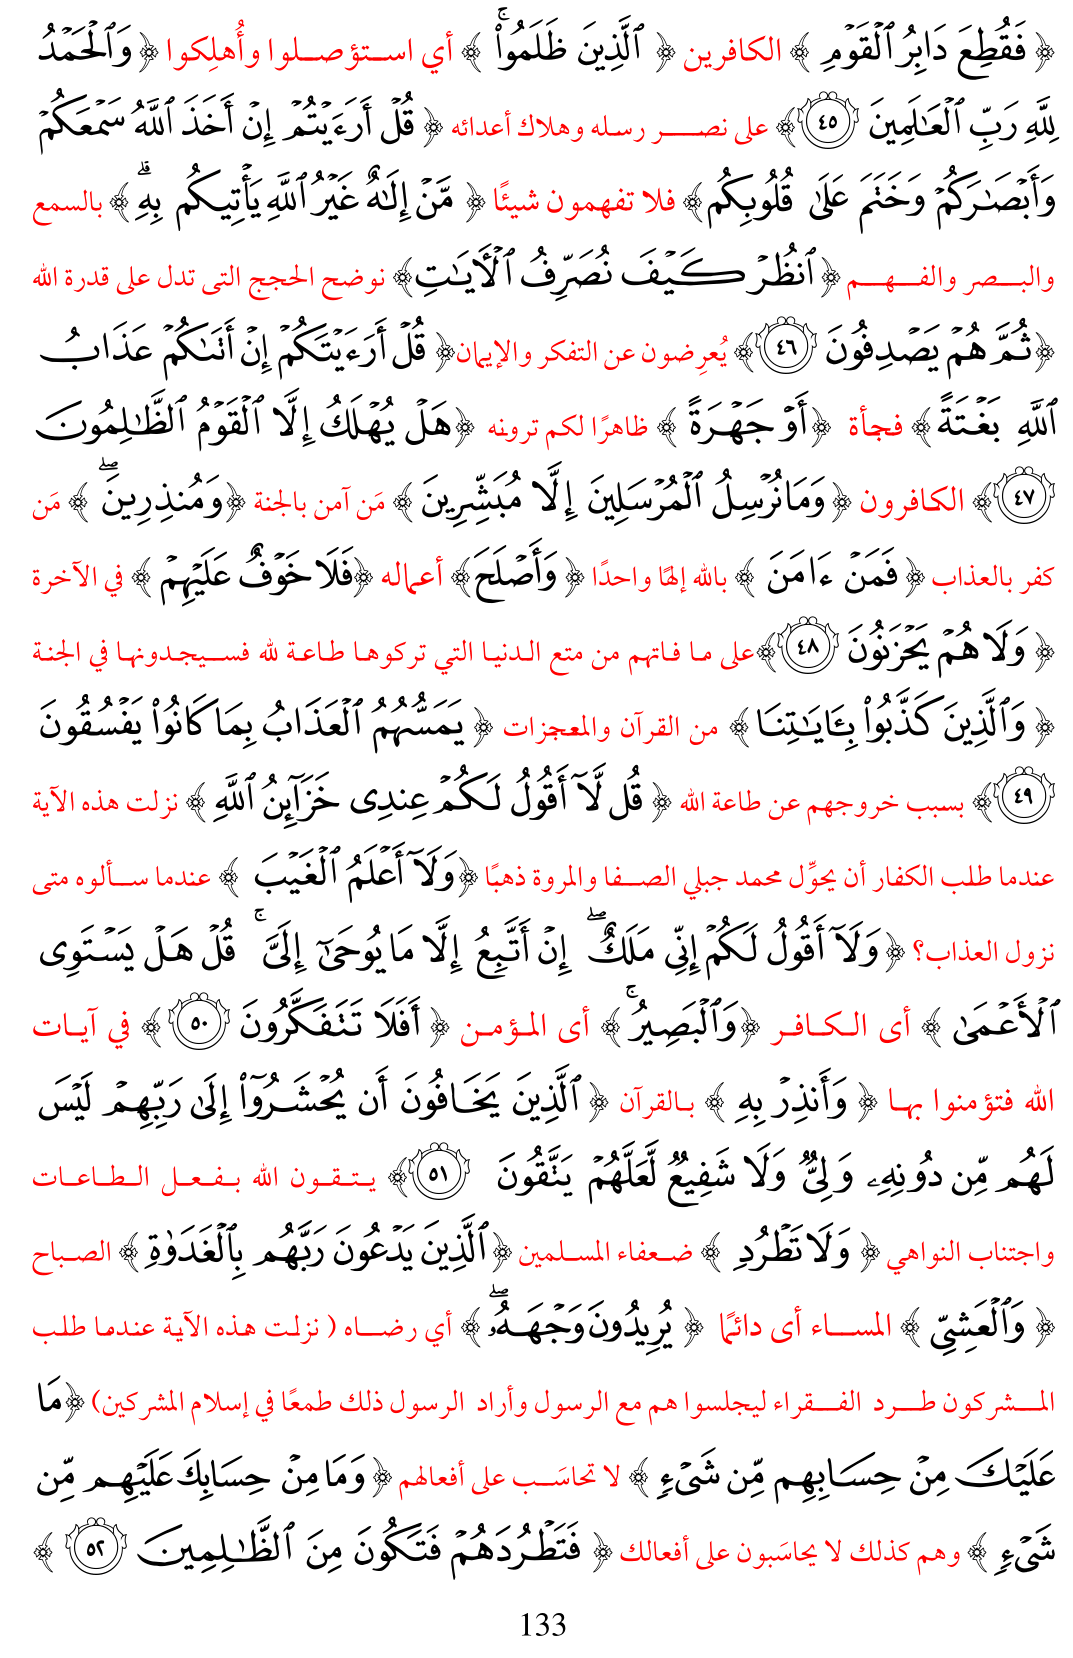 ﴿ فَقُطِعَ دَابِرُ ٱلْقَوْمِ ﴾ الكافرين ﴿ ٱلَّذِينَ ظَلَمُوا۟ۚ ﴾ أي استؤصلوا وأُهلِكوا ﴿ وَٱلْحَمْدُ
لِلَّهِ رَبِّ ٱلْعَـٰلَمِينَ ٤٥﴾ على نصر رسله وهلاك أعدائه ﴿ قُلْ أَرَءَيْتُمْ إِنْ أَخَذَ ٱللَّهُ سَمْعَكُمْ
وَأَبْصَـٰرَكُمْ وَخَتَمَ عَلَىٰ قُلُوبِكُم﴾ فلا تفهمون شيئًا ﴿ مَّنْ إِلَـٰهٌ غَيْرُ ٱللَّهِ يَأْتِيكُم بِهِۗ ﴾ بالسمع
والبصر والفهم ﴿ٱنظُرْ كَيْفَ نُصَرِّفُ ٱلْـَٔايَـٰتِ﴾ نوضح الحجج التى تدل على قدرة الله
﴿ثُمَّ هُمْ يَصْدِفُونَ ٤٦﴾ يُعرِضون عن التفكر والإيمان﴿ قُلْ أَرَءَيْتَكُمْ إِنْ أَتَىٰكُمْ عَذَابُ
ٱللَّهِ بَغْتَةً﴾ فجأة ﴿أَوْ جَهْرَةً ﴾ ظاهرًا لكم ترونه ﴿هَلْ يُهْلَكُ إِلَّا ٱلْقَوْمُ ٱلظَّـٰلِمُونَ
٤٧﴾ الكافرون ﴿ وَمَا نُرْسِلُ ٱلْمُرْسَلِينَ إِلَّا مُبَشِّرِينَ﴾ مَن آمن بالجنة ﴿وَمُنذِرِينَۖ ﴾ مَن
كفر بالعذاب ﴿ فَمَنْ ءَامَنَ ﴾ بالله إلهًا واحدًا ﴿ وَأَصْلَحَ﴾ أعماله ﴿فَلَا خَوْفٌ عَلَيْهِمْ ﴾ في الآخرة
﴿ وَلَا هُمْ يَحْزَنُونَ ٤٨﴾على ما فاتهم من متع الدنيا التي تركوها طاعة لله فسيجدونها في الجنة
﴿ وَٱلَّذِينَ كَذَّبُوا۟ بِـَٔايَـٰتِنَا﴾ من القرآن والمعجزات ﴿ يَمَسُّهُمُ ٱلْعَذَابُ بِمَا كَانُوا۟ يَفْسُقُونَ
٤٩﴾ بسبب خروجهم عن طاعة الله ﴿ قُل لَّآ أَقُولُ لَكُمْ عِندِى خَزَآئِنُ ٱللَّهِ ﴾ نزلت هذه الآية
عندما طلب الكفار أن يحوِّل محمد جبلي الصفا والمروة ذهبًا ﴿وَلَآ أَعْلَمُ ٱلْغَيْبَ ﴾ عندما سألوه متى
نزول العذاب؟ ﴿وَلَآ أَقُولُ لَكُمْ إِنِّى مَلَكٌۖ إِنْ أَتَّبِعُ إِلَّا مَا يُوحَىٰٓ إِلَىَّۚ قُلْ هَلْ يَسْتَوِى
ٱلْأَعْمَىٰ ﴾ أى الكافر ﴿وَٱلْبَصِيرُۚ﴾ أى المؤمن ﴿ أَفَلَا تَتَفَكَّرُونَ ٥٠﴾ في آيات
الله فتؤمنوا بها ﴿ وَأَنذِرْ بِهِ ﴾ بالقرآن ﴿ ٱلَّذِينَ يَخَافُونَ أَن يُحْشَرُوٓا۟ إِلَىٰ رَبِّهِمْ لَيْسَ
لَهُم مِّن دُونِهِۦ وَلِىٌّ وَلَا شَفِيعٌ لَّعَلَّهُمْ يَتَّقُونَ ٥١﴾ يتقون الله بفعل الطاعات
واجتناب النواهي ﴿ وَلَا تَطْرُدِ ﴾ ضعفاء المسلمين ﴿ٱلَّذِينَ يَدْعُونَ رَبَّهُم بِٱلْغَدَوٰةِ ﴾ الصباح
﴿ وَٱلْعَشِىِّ ﴾ المساء أى دائمًا ﴿ يُرِيدُونَ وَجْهَهُۥۖ ﴾ أي رضاه ( نزلت هذه الآية عندما طلب
المشركون طرد الفقراء ليجلسوا هم مع الرسول وأراد الرسول ذلك طمعًا في إسلام المشركين) ﴿مَا
عَلَيْكَ مِنْ حِسَابِهِم مِّن شَىْءٍ ﴾ لا تحاسَب على أفعالهم ﴿ وَمَا مِنْ حِسَابِكَ عَلَيْهِم مِّن
شَىْءٍ ﴾ وهم كذلك لا يحاسَبون على أفعالك ﴿ فَتَطْرُدَهُمْ فَتَكُونَ مِنَ ٱلظَّـٰلِمِينَ ٥٢ ﴾
133